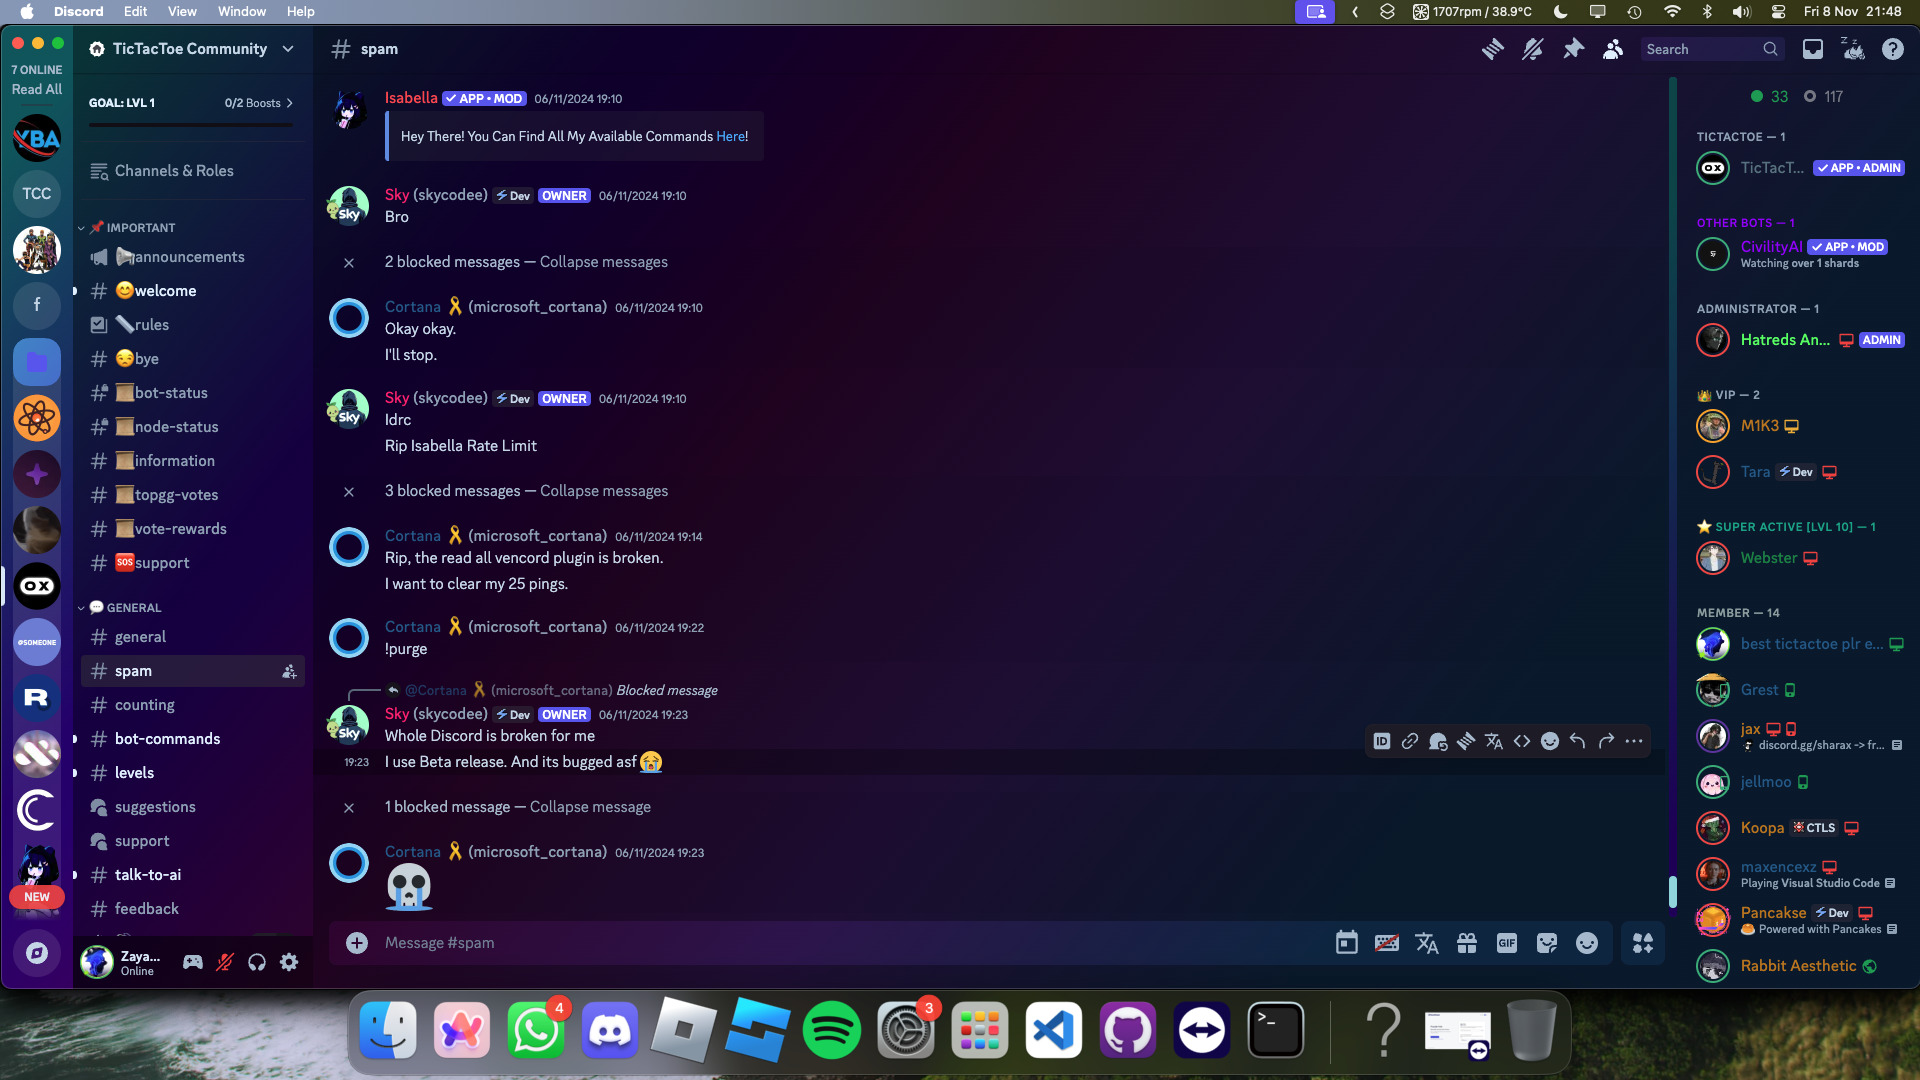 Discord Edit View Window Help
1707rpm / 38.9°C
Fri 8 Nov 21:48
7 ONLINE
Read All
YBA
TCC
f
OX
@SOMEONE
R
NEW
TicTacToe Community
GOAL: LVL 1 0/2 Boosts
Channels & Roles
IMPORTANT
announcements
welcome
rules
bye
bot-status
node-status
information
topgg-votes
vote-rewards
SOS support
GENERAL
general
spam
counting
bot-commands
levels
suggestions
support
talk-to-ai
feedback
Zaya...
Online
spam
Search
Isabella APP • MOD 06/11/2024 19:10
Hey There! You Can Find All My Available Commands Here!
Sky
Sky (skycodee) Dev OWNER 06/11/2024 19:10
Bro
2 blocked messages — Collapse messages
Cortana (microsoft_cortana) 06/11/2024 19:10
Okay okay.
I'll stop.
Sky
Sky (skycodee) Dev OWNER 06/11/2024 19:10
Idrc
Rip Isabella Rate Limit
3 blocked messages — Collapse messages
Cortana (microsoft_cortana) 06/11/2024 19:14
Rip, the read all vencord plugin is broken.
I want to clear my 25 pings.
Cortana (microsoft_cortana) 06/11/2024 19:22
!purge
@Cortana (microsoft_cortana) Blocked message
Sky
Sky (skycodee) Dev OWNER 06/11/2024 19:23
Whole Discord is broken for me
19:23 I use Beta release. And its bugged asf
ID
1 blocked message — Collapse message
Cortana (microsoft_cortana) 06/11/2024 19:23
Message #spam
GIF
33 117
TICTACTOE — 1
OX TicTacT... APP • ADMIN
OTHER BOTS — 1
CivilityAI APP • MOD
Watching over 1 shards
ADMINISTRATOR — 1
Hatreds An... ADMIN
VIP — 2
M1K3
Tara Dev
SUPER ACTIVE [LVL 10] — 1
Webster
MEMBER — 14
best tictactoe plr e...
Grest
jax
discord.gg/sharax -> fr...
jellmoo
Koopa CTLS
maxencexz
Playing Visual Studio Code
Pancakse Dev
Powered with Pancakes
Rabbit Aesthetic
4
3
>_
?